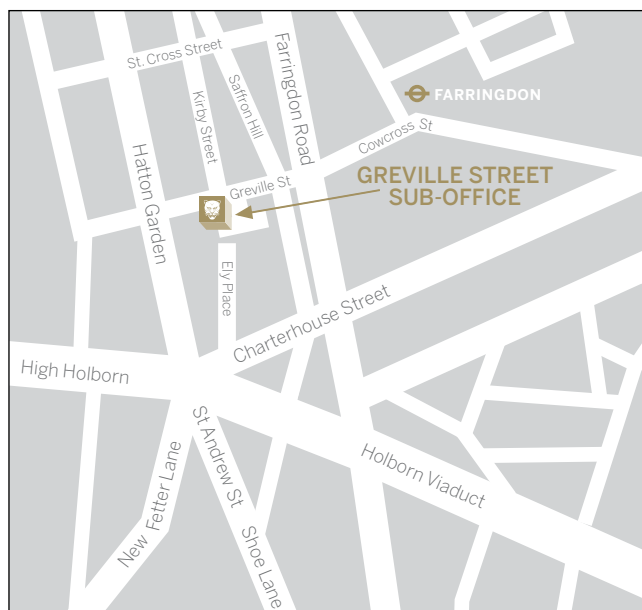 St. Cross Street
Kirby Street
Saffron Hill
Farringdon Road
FARRINGDON
Cowcross St
Hatton Garden
Greville St
GREVILLE STREET
SUB-OFFICE
Ely Place
Charterhouse Street
High Holborn
St Andrew St
Holborn Viaduct
New Fetter Lane
Shoe Lane